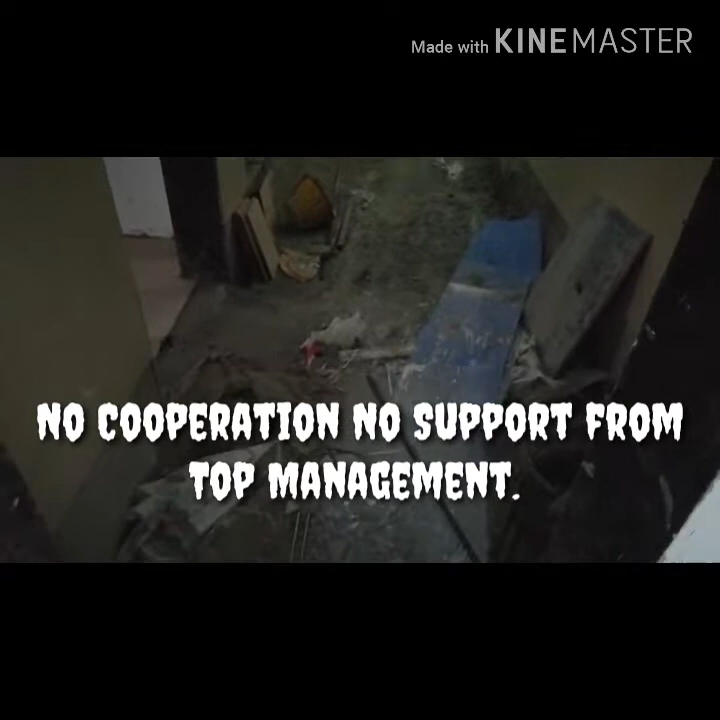 Made with KINEMASTER
NO COOPERATION NO SUPPORT FROM
TOP MANAGEMENT.